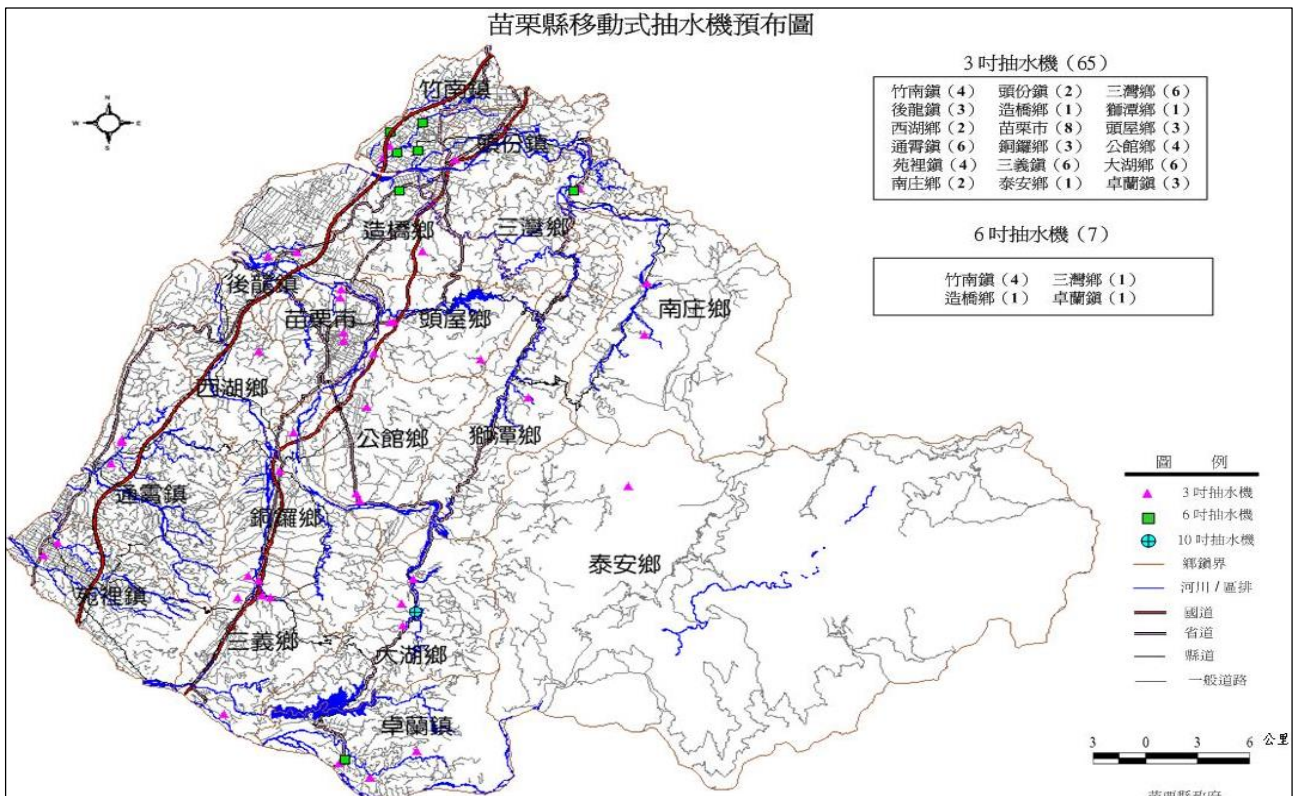 苗栗縣移動式抽水機預布圖
3 吋抽水機（65）
竹南鎮（4） 頭份鎮（2） 三灣鄉（6）
後龍鎮（3） 造橋鄉（1） 獅潭鄉（1）
西湖鄉（2） 苗栗市（8） 頭屋鄉（3）
通霄鎮（6） 銅鑼鄉（3） 公館鄉（4）
苑裡鎮（4） 三義鎮（6） 大湖鄉（6）
南庄鄉（2） 泰安鄉（1） 卓蘭鎮（3）
6 吋抽水機（7）
竹南鎮（4） 三灣鄉（1）
造橋鄉（1） 卓蘭鎮（1）
N
W
E
S
竹南鎮
頭份鎮
造橋鄉
三灣鄉
後龍鎮
苗栗市
頭屋鄉
南庄鄉
西湖鄉
公館鄉
獅潭鄉
通霄鎮
銅鑼鄉
泰安鄉
苑裡鎮
三義鄉
大湖鄉
卓蘭鎮
圖 例
3 吋抽水機
6 吋抽水機
10 吋抽水機
鄉鎮界
河川 / 區排
國道
省道
縣道
一般道路
3 0 3 6 公里
苗栗縣政府